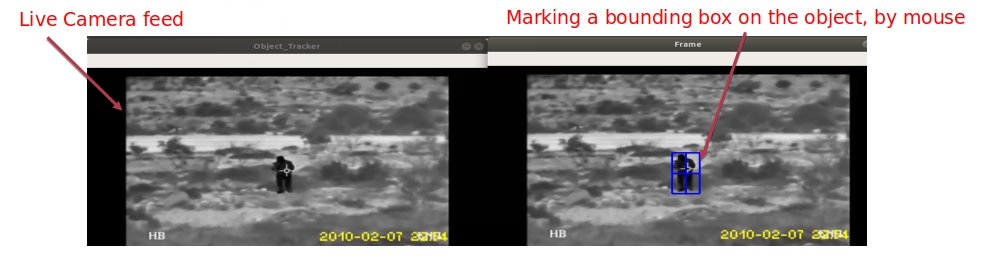 Live Camera feed
Marking a bounding box on the object, by mouse
Object_Tracker
Frame
HB
2010-02-07
HB
2010-02-07